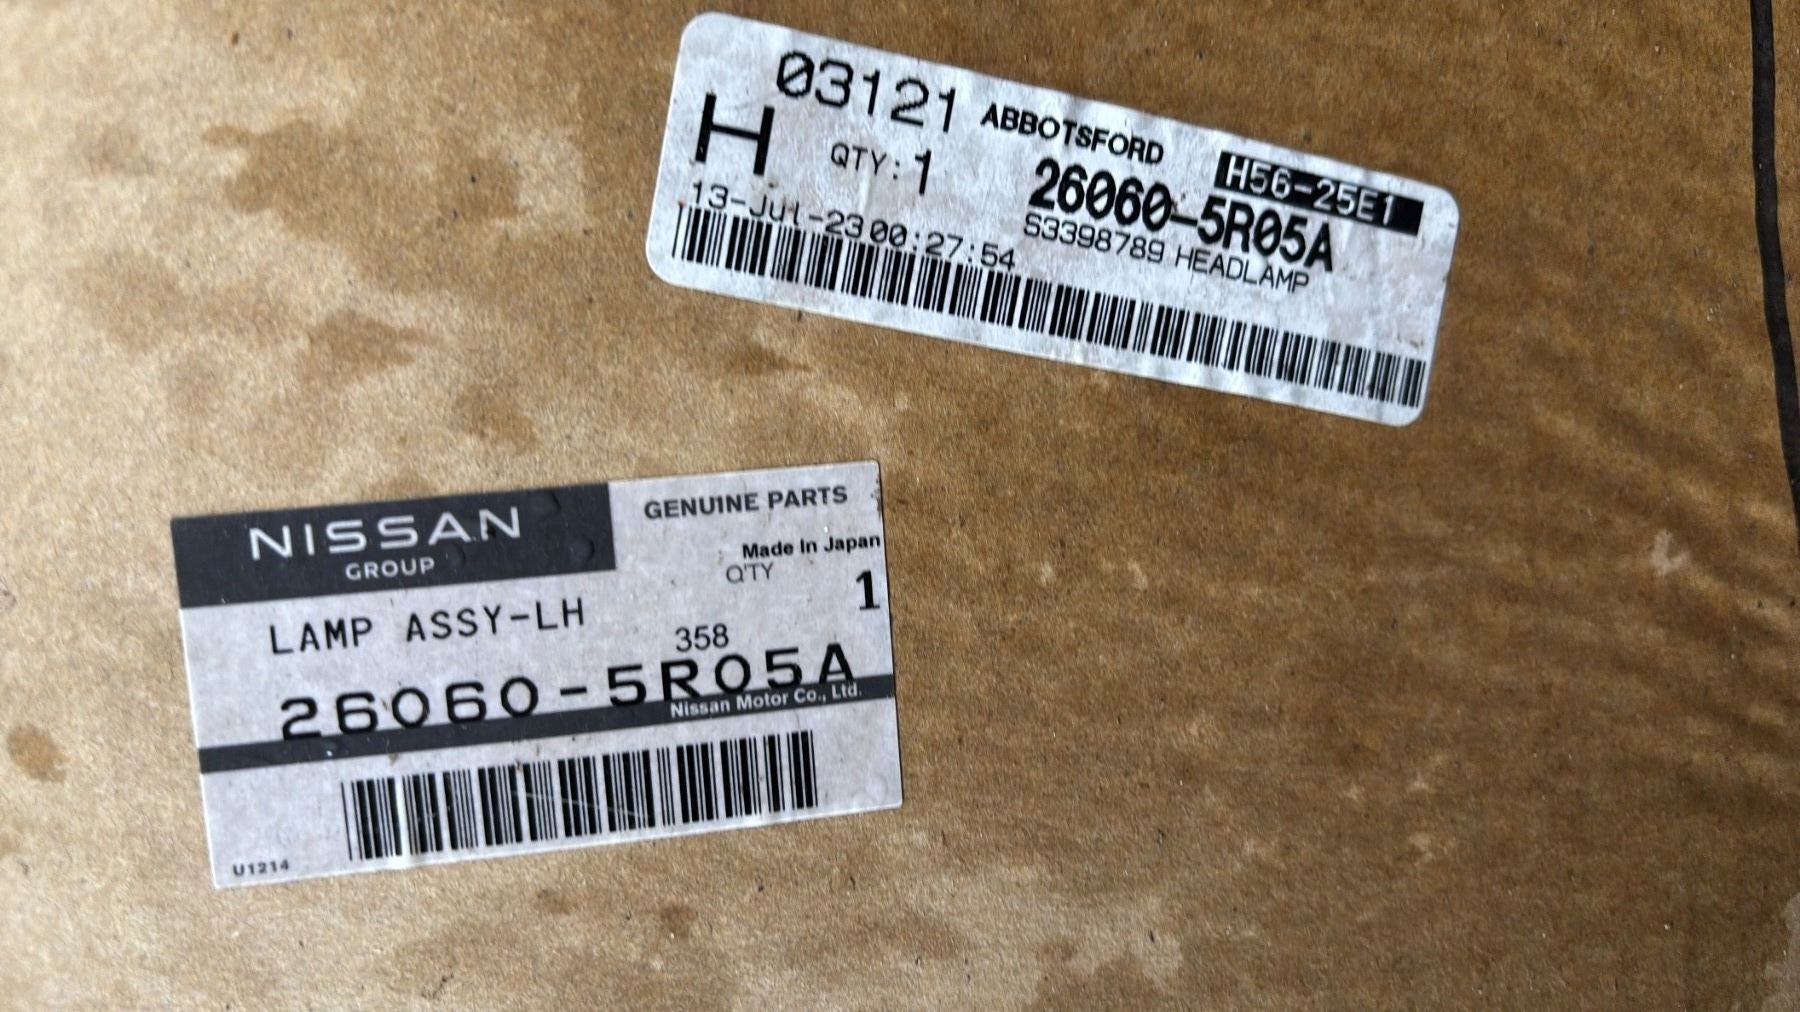 03121 ABBOTSFORD
H QTY: 1 H56-25E1
26060-5R05A
13-Jul-23 00:27:54 S3398789 HEADLAMP
NISSAN
GROUP
GENUINE PARTS
Made In Japan
Q'TY
1
LAMP ASSY-LH
358
26060-5R05A
Nissan Motor Co., Ltd.
U1214